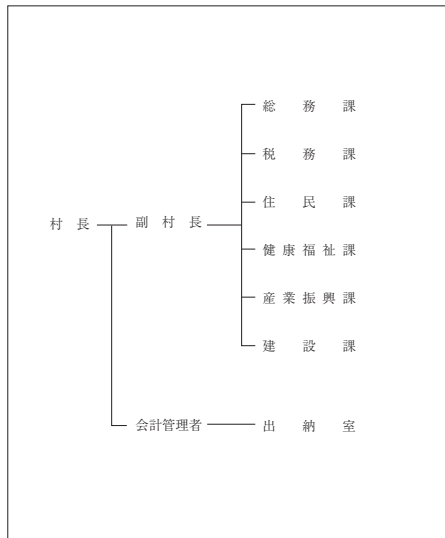 総務課
税務課
住民課
村長 副村長
健康福祉課
産業振興課
建設課
会計管理者 出納室